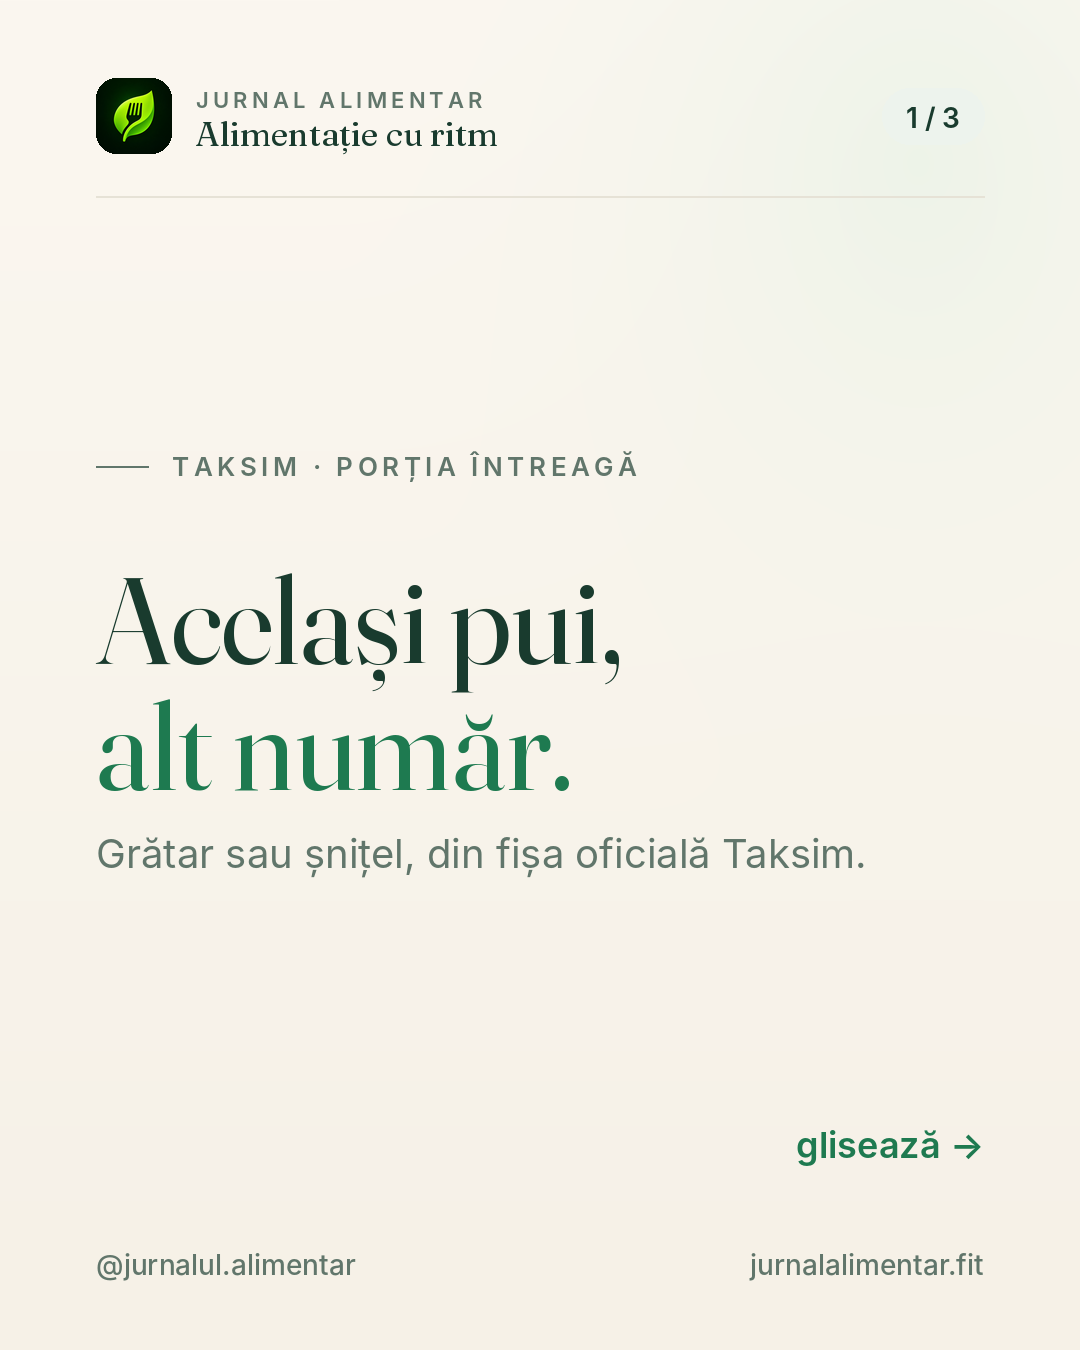 JURNAL ALIMENTAR
Alimentație cu ritm
1 / 3
TAKSIM · PORȚIA ÎNTREAGĂ
Același pui,
alt număr.
Grătar sau șnițel, din fișa oficială Taksim.
glisează →
@jurnalul.alimentar
jurnalalimentar.fit